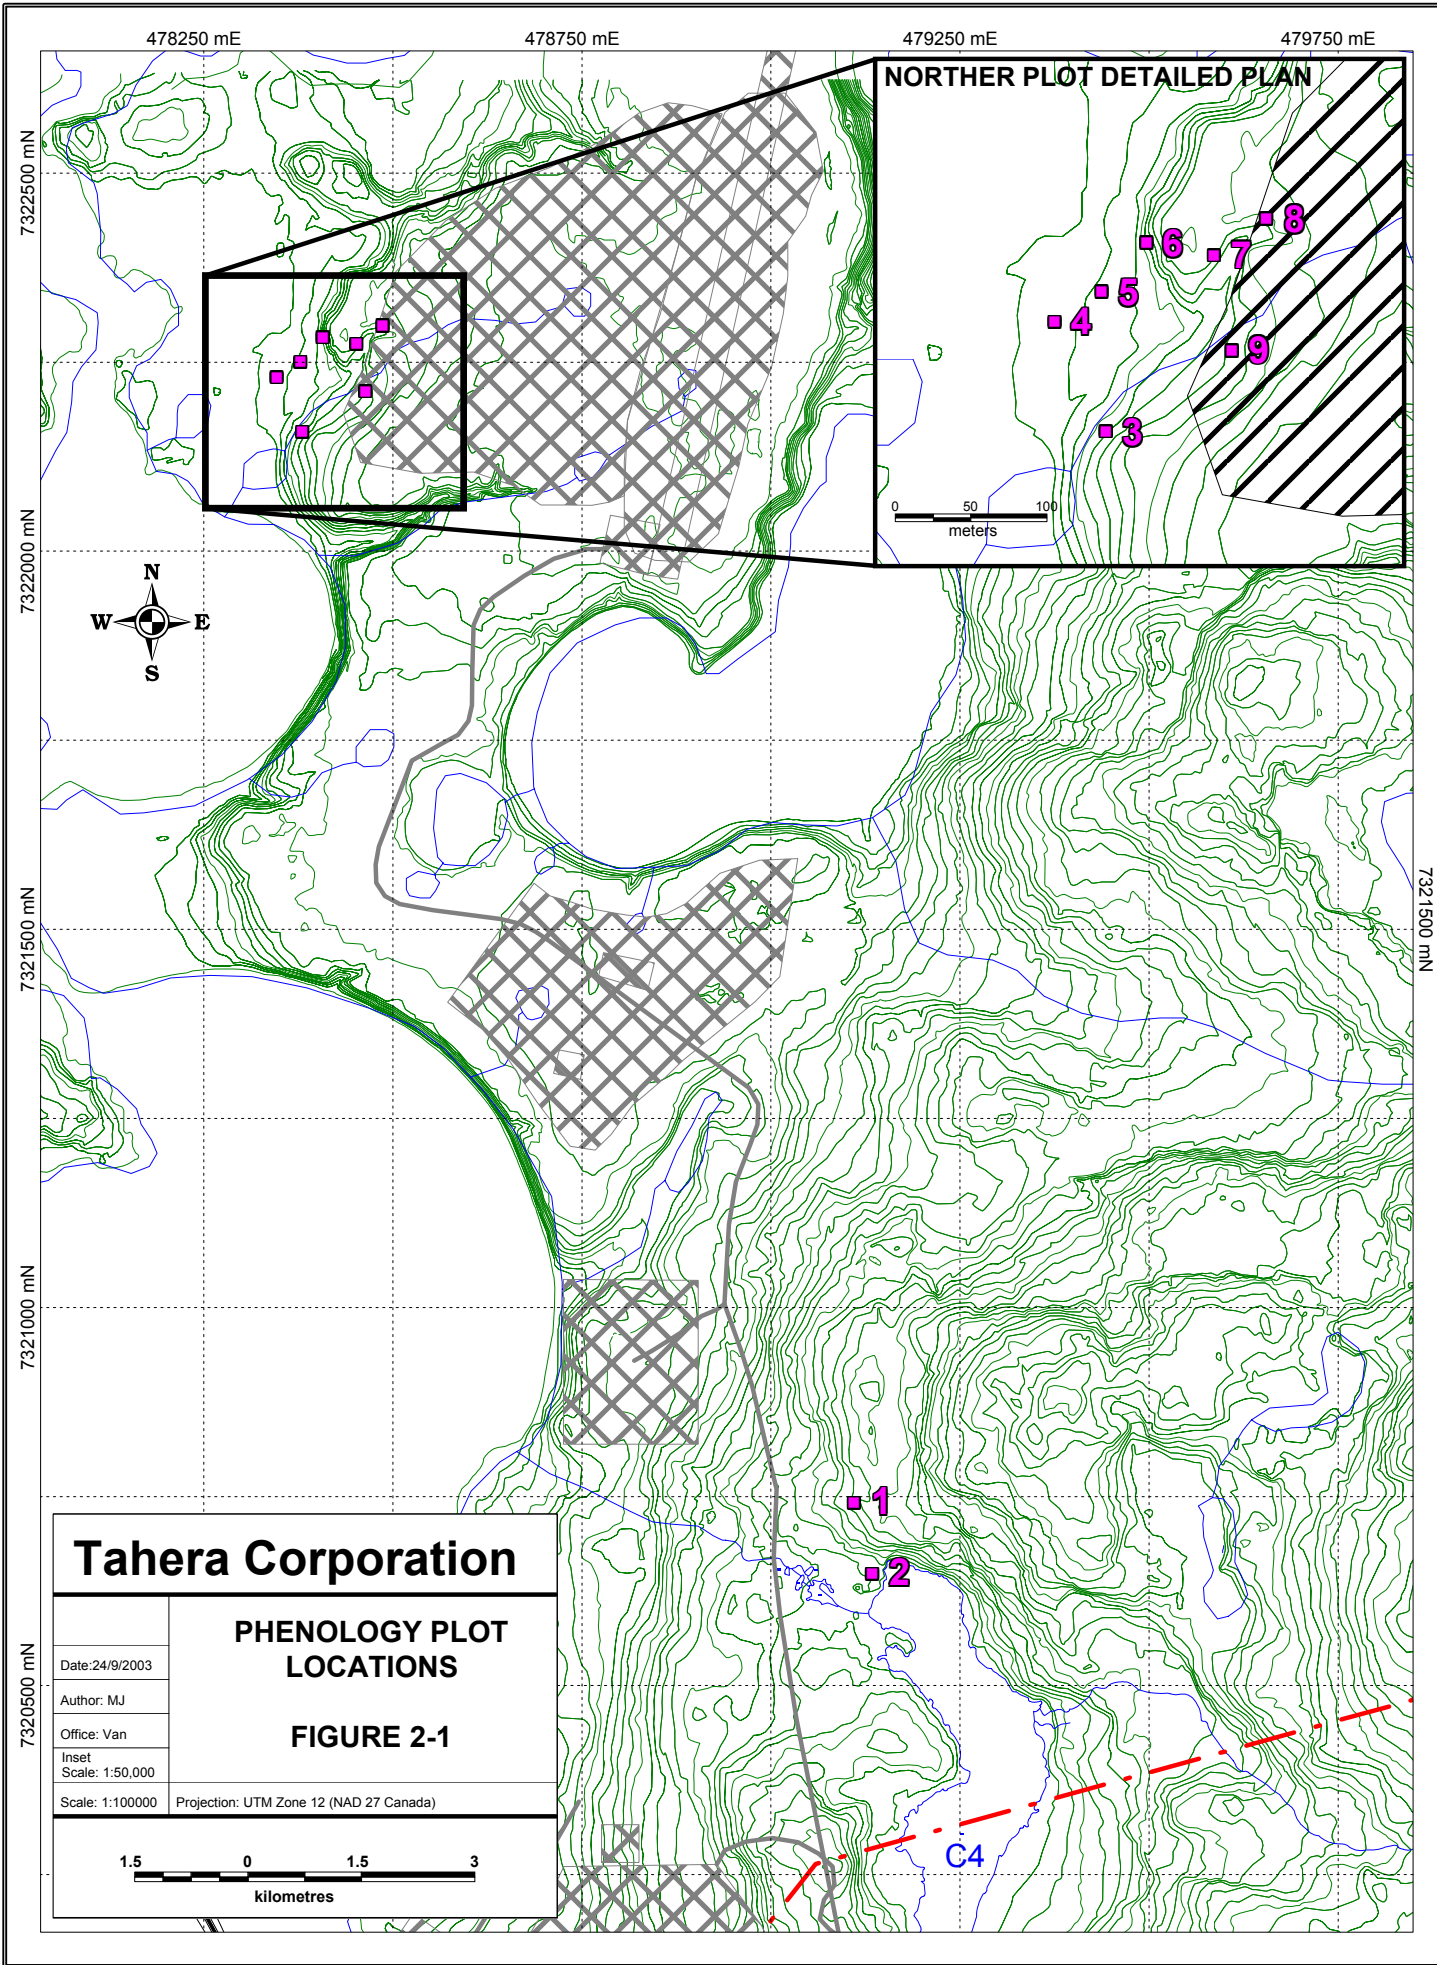 478250 mE
478750 mE
479250 mE
479750 mE
NORTHER PLOT DETAILED PLAN
7322500 mN
8
6
7
5
4
9
3
0 50 100
meters
7322000 mN
N
W E
S
7321500 mN
7321500 mN
7321000 mN
1
2
Tahera Corporation
PHENOLOGY PLOT
LOCATIONS
FIGURE 2-1
Date:24/9/2003
Author: MJ
Office: Van
Inset
Scale: 1:50,000
Scale: 1:100000
Projection: UTM Zone 12 (NAD 27 Canada)
7320500 mN
C4
1.5 0 1.5 3
kilometres